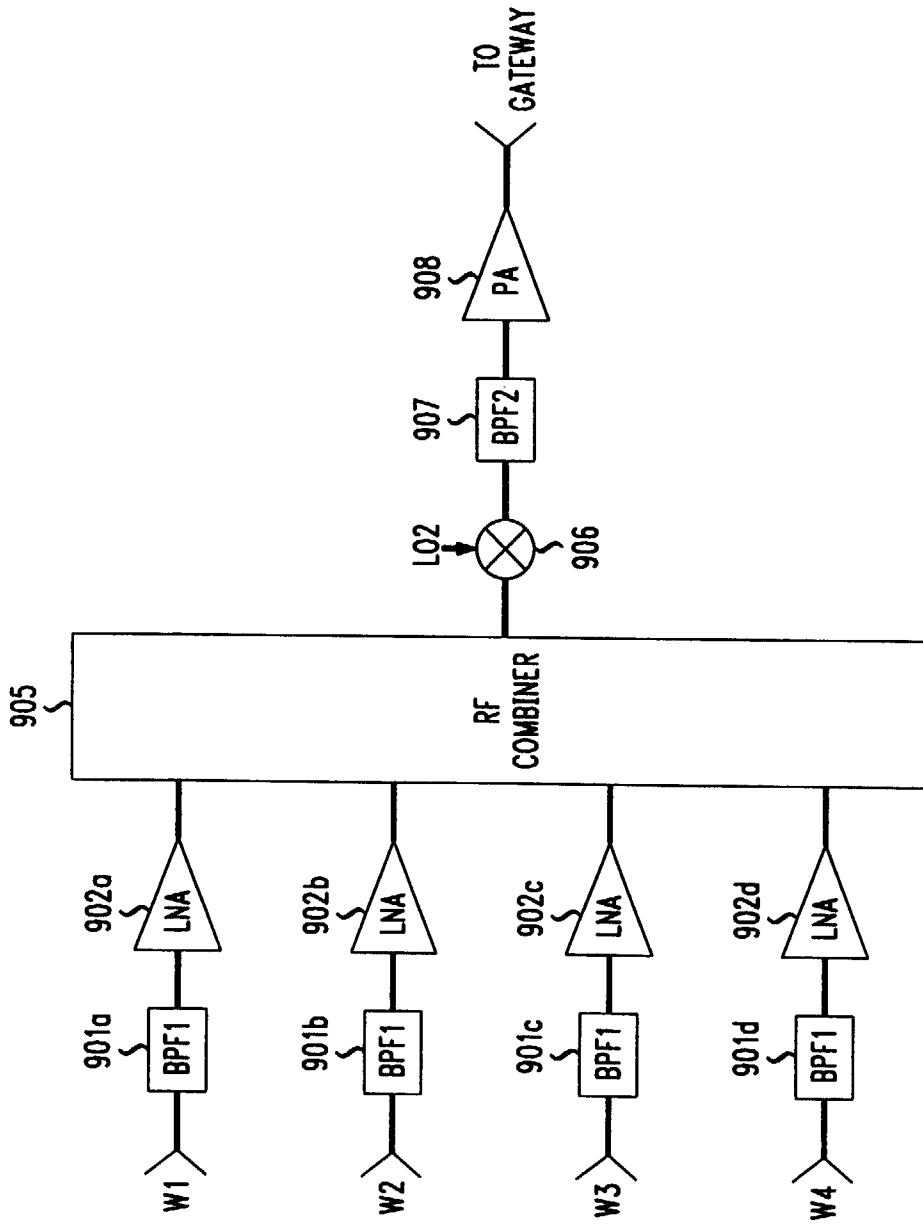 905
901a
902a
W1
BPF1
LNA
901b
902b
W2
BPF1
LNA
901c
902c
W3
BPF1
LNA
901d
902d
W4
BPF1
LNA
RF
COMBINER
LO2
906
907
BPF2
908
PA
TO
GATEWAY